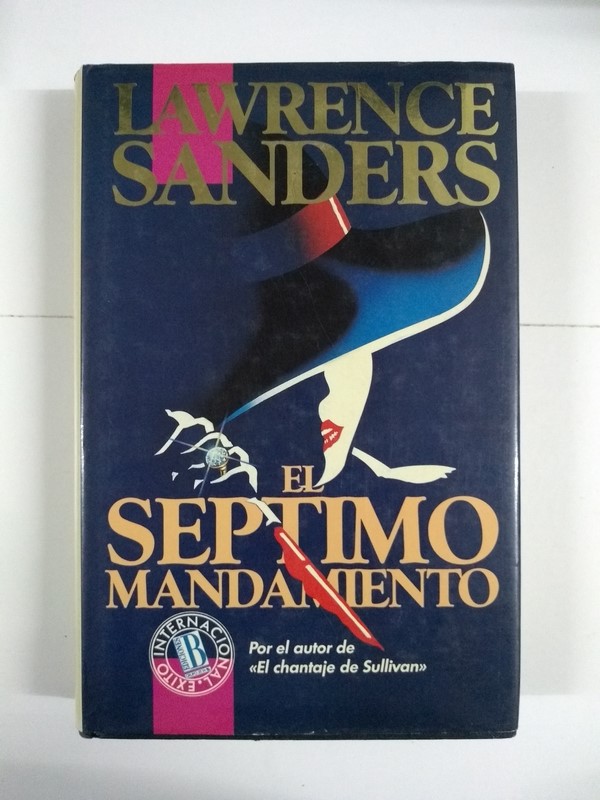 LAWRENCE
SANDERS
EL
SEPTIMO
MANDAMIENTO
INTERNACIONAL
EXITO
B
Por el autor de
«El chantaje de Sullivan»